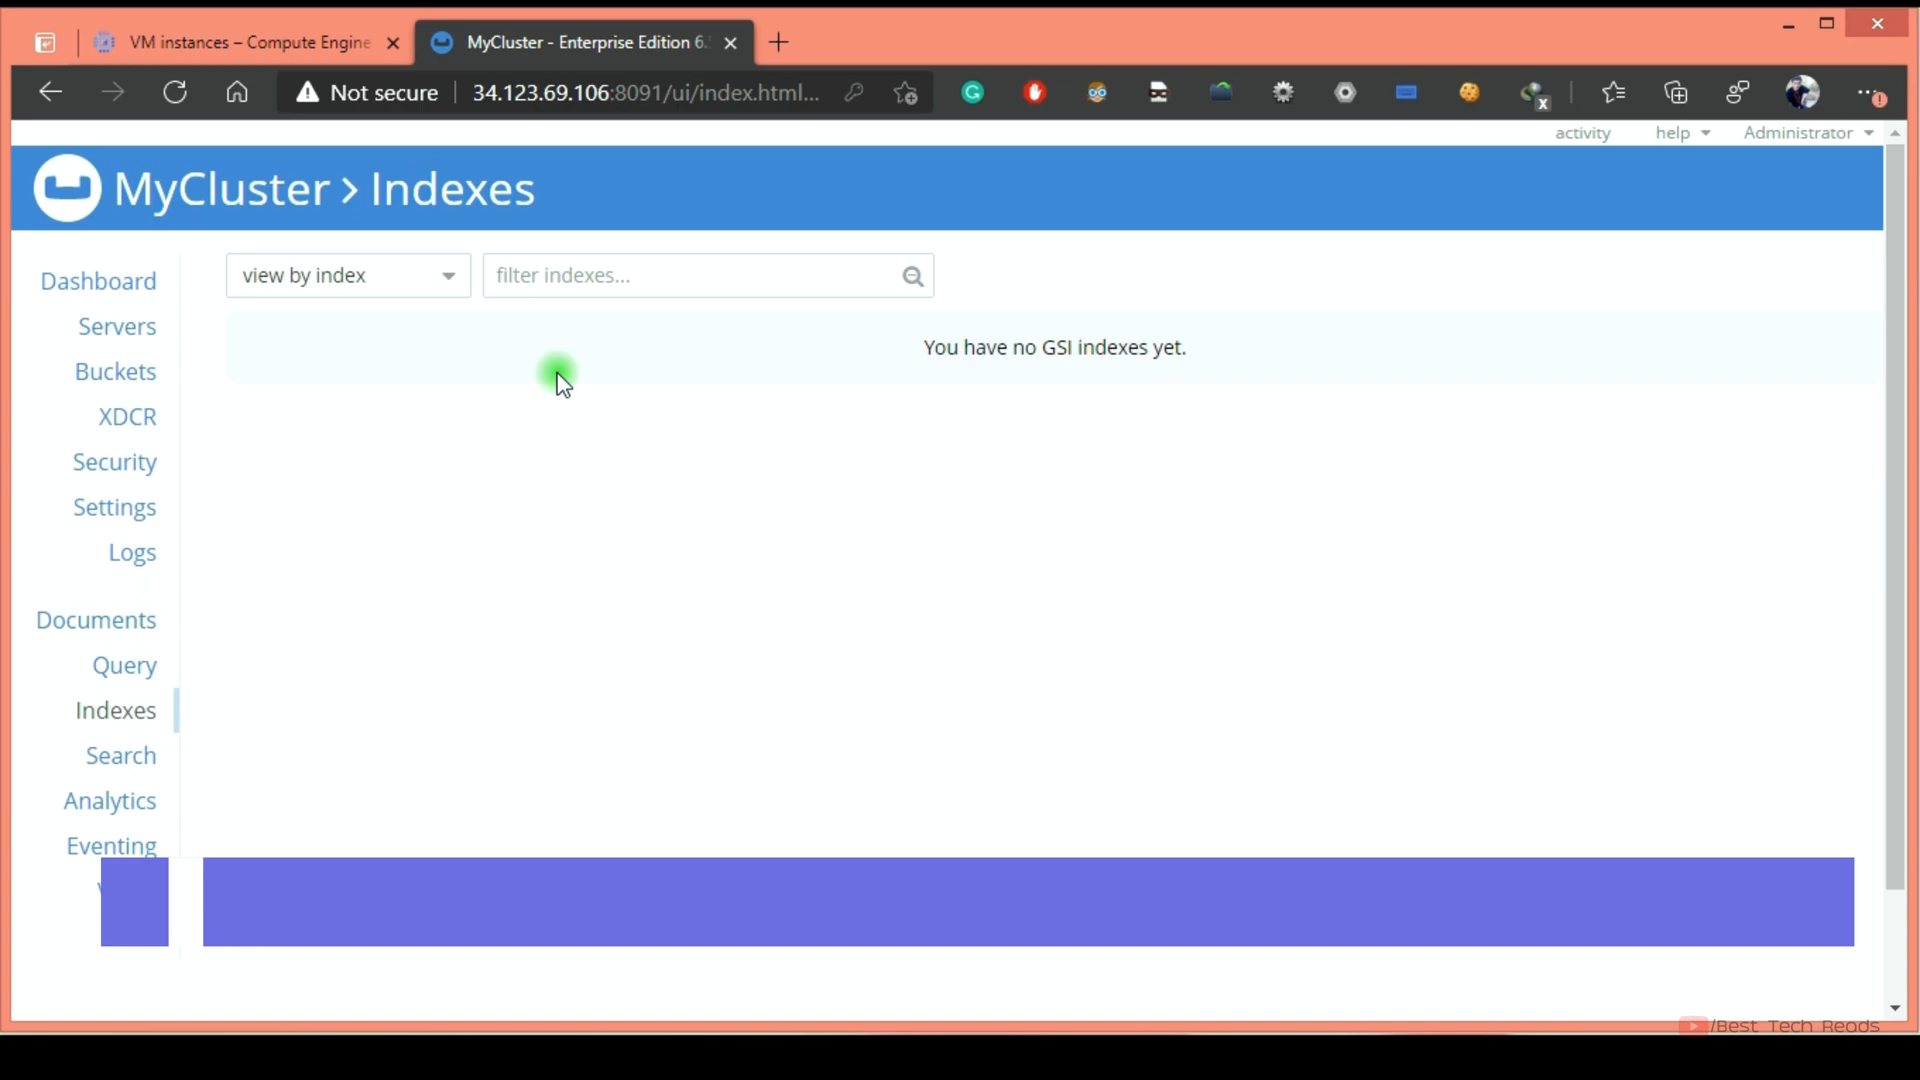 VM instances – Compute Engine
MyCluster - Enterprise Edition 6.
Not secure
34.123.69.106:8091/ui/index.html...
activity
help
Administrator
MyCluster > Indexes
Dashboard
Servers
Buckets
XDCR
Security
Settings
Logs
Documents
Query
Indexes
Search
Analytics
Eventing
view by index
filter indexes...
You have no GSI indexes yet.
/Best Tech Reads